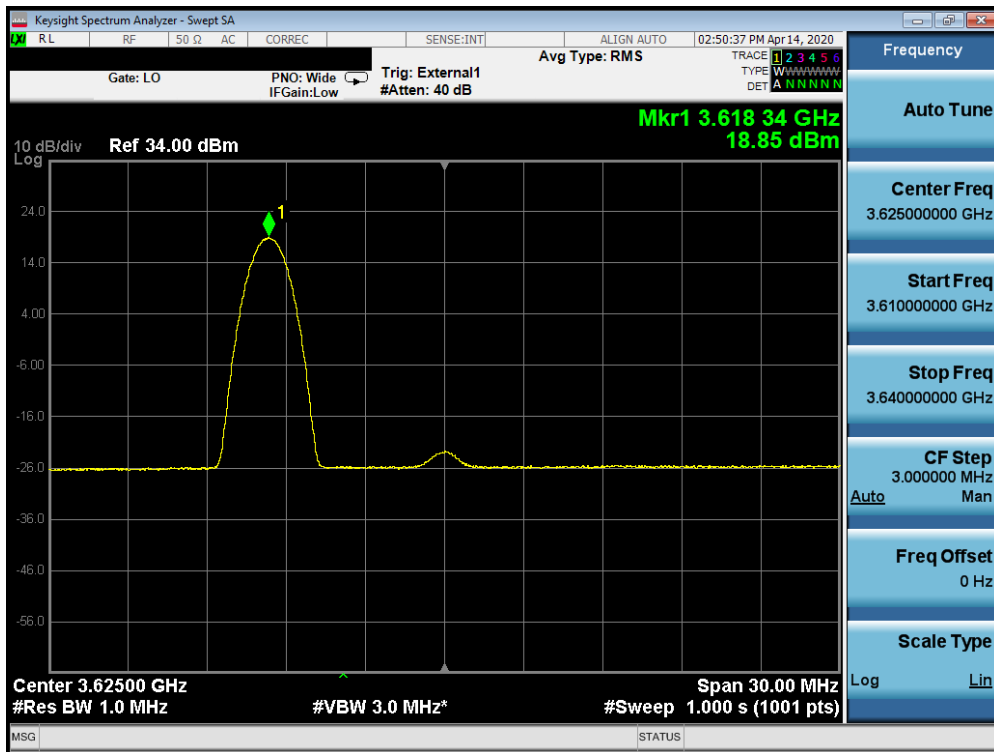 Keysight Spectrum Analyzer - Swept SA
LXI RL RF 50 Ω AC CORREC SENSE:INT ALIGN AUTO 02:50:37 PM Apr 14, 2020
Gate: LO PNO: Wide IFGain:Low Trig: External1 #Atten: 40 dB Avg Type: RMS
TRACE 1 2 3 4 5 6
TYPE WWWWWW
DET A N N N N N
Mkr1 3.618 34 GHz
18.85 dBm
10 dB/div Ref 34.00 dBm
Log
1
24.0
14.0
4.00
-6.00
-16.0
-26.0
-36.0
-46.0
-56.0
Center 3.62500 GHz Span 30.00 MHz
#Res BW 1.0 MHz #VBW 3.0 MHz* #Sweep 1.000 s (1001 pts)
MSG STATUS
Frequency
Auto Tune
Center Freq
3.625000000 GHz
Start Freq
3.610000000 GHz
Stop Freq
3.640000000 GHz
CF Step
3.000000 MHz
Auto Man
Freq Offset
0 Hz
Scale Type
Log Lin